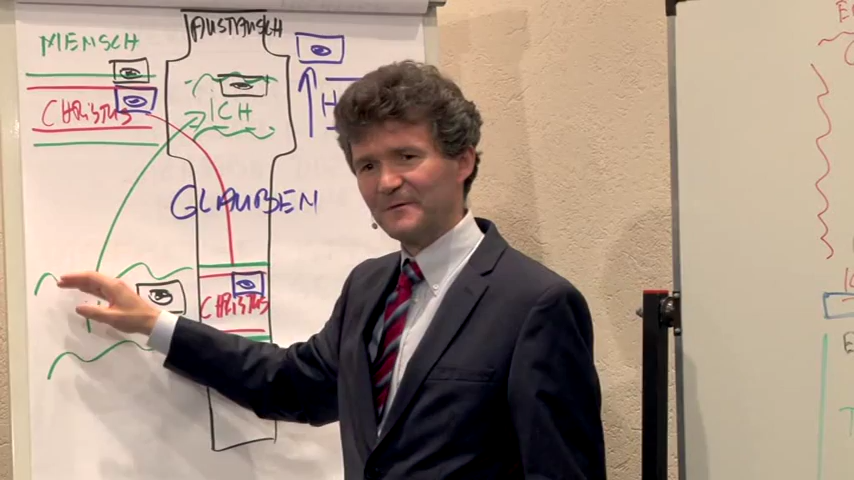 AUSTAUSCH
MENSCH
CHRISTUS
ICH
H
GLAUBEN
CHRISTUS